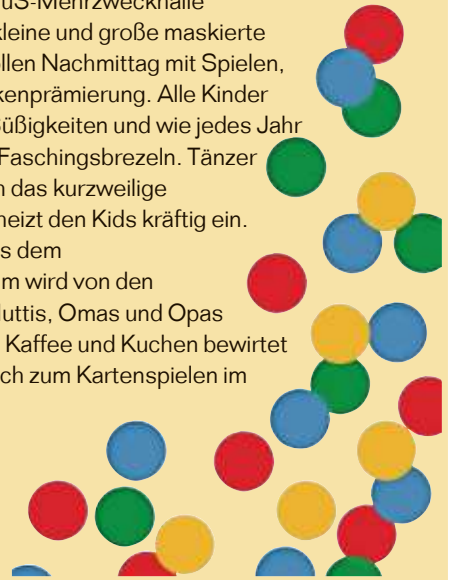 uS-Mehrzweckhalle
kleine und große maskierte
ollen Nachmittag mit Spielen,
kenprämierung. Alle Kinder
üßigkeiten und wie jedes Jahr
Faschingsbrezeln. Tänzer
n das kurzweilige
heizt den Kids kräftig ein.
s dem
m wird von den
uttis, Omas und Opas
Kaffee und Kuchen bewirtet
ch zum Kartenspielen im